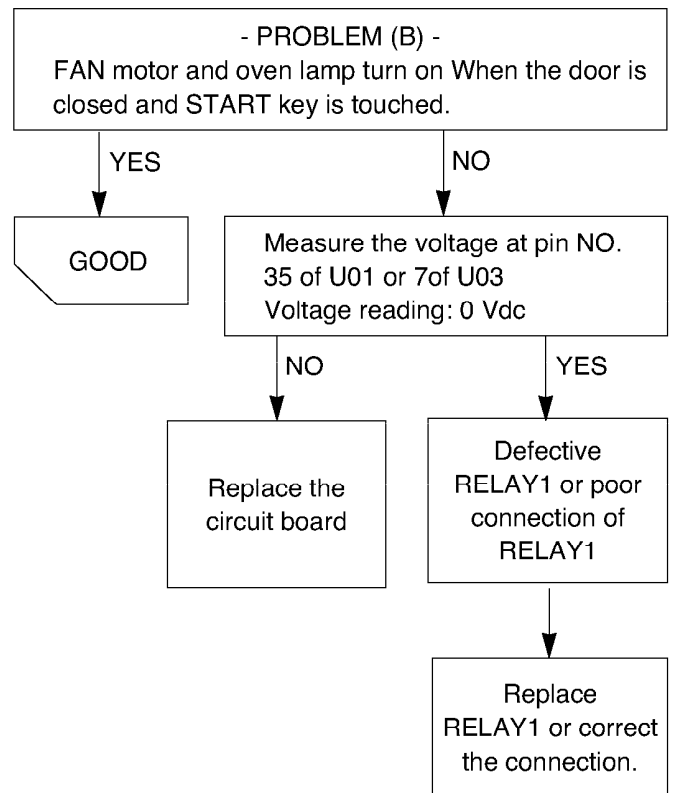 - PROBLEM (B) -
FAN motor and oven lamp turn on When the door is
closed and START key is touched.
YES
NO
GOOD
Measure the voltage at pin NO.
35 of U01 or 7of U03
Voltage reading: 0 Vdc
NO
YES
Replace the
circuit board
Defective
RELAY1 or poor
connection of
RELAY1
Replace
RELAY1 or correct
the connection.